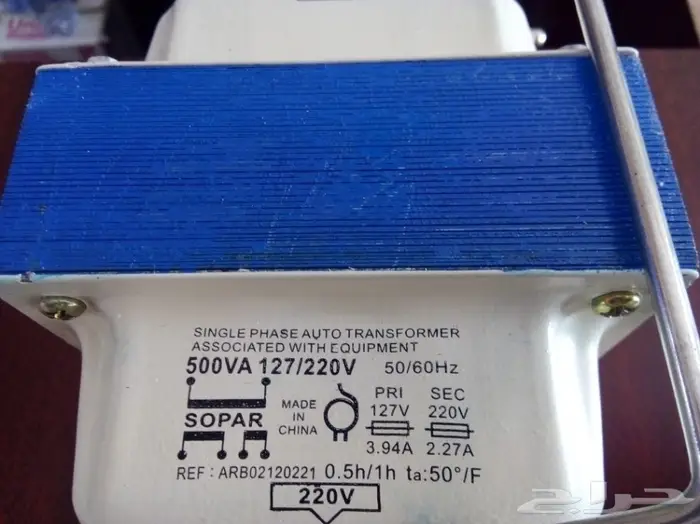 SINGLE PHASE AUTO TRANSFORMER
ASSOCIATED WITH EQUIPMENT
500VA 127/220V 50/60Hz
SOPAR
MADE
IN
CHINA
PRI SEC
127V 220V
3.94A 2.27A
REF : ARB02120221 0.5h/1h ta:50°/F
220V
حراج